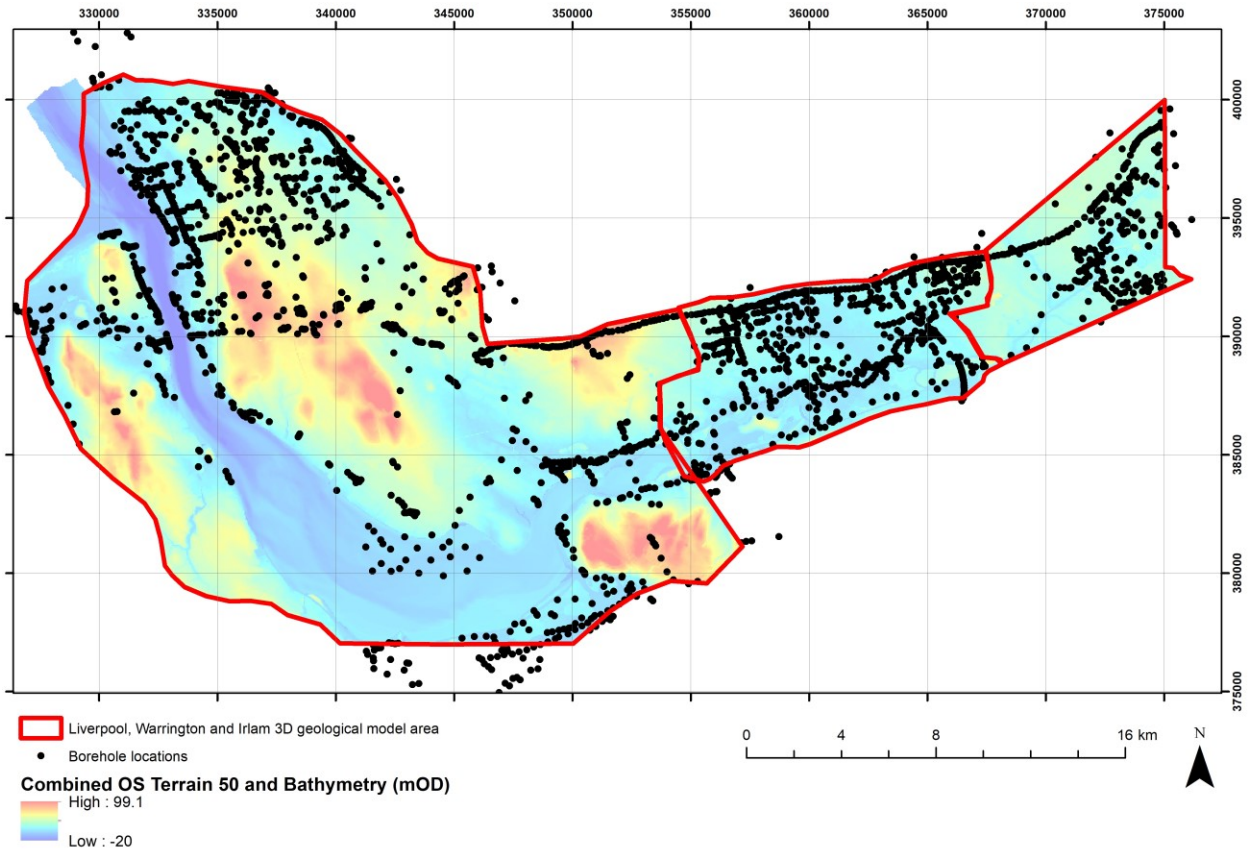 330000 335000 340000 345000 350000 355000 360000 365000 370000 375000
400000
395000
390000
385000
380000
375000
Liverpool, Warrington and Irlam 3D geological model area
Borehole locations
Combined OS Terrain 50 and Bathymetry (mOD)
High : 99.1
Low : -20
0 4 8 16 km
N